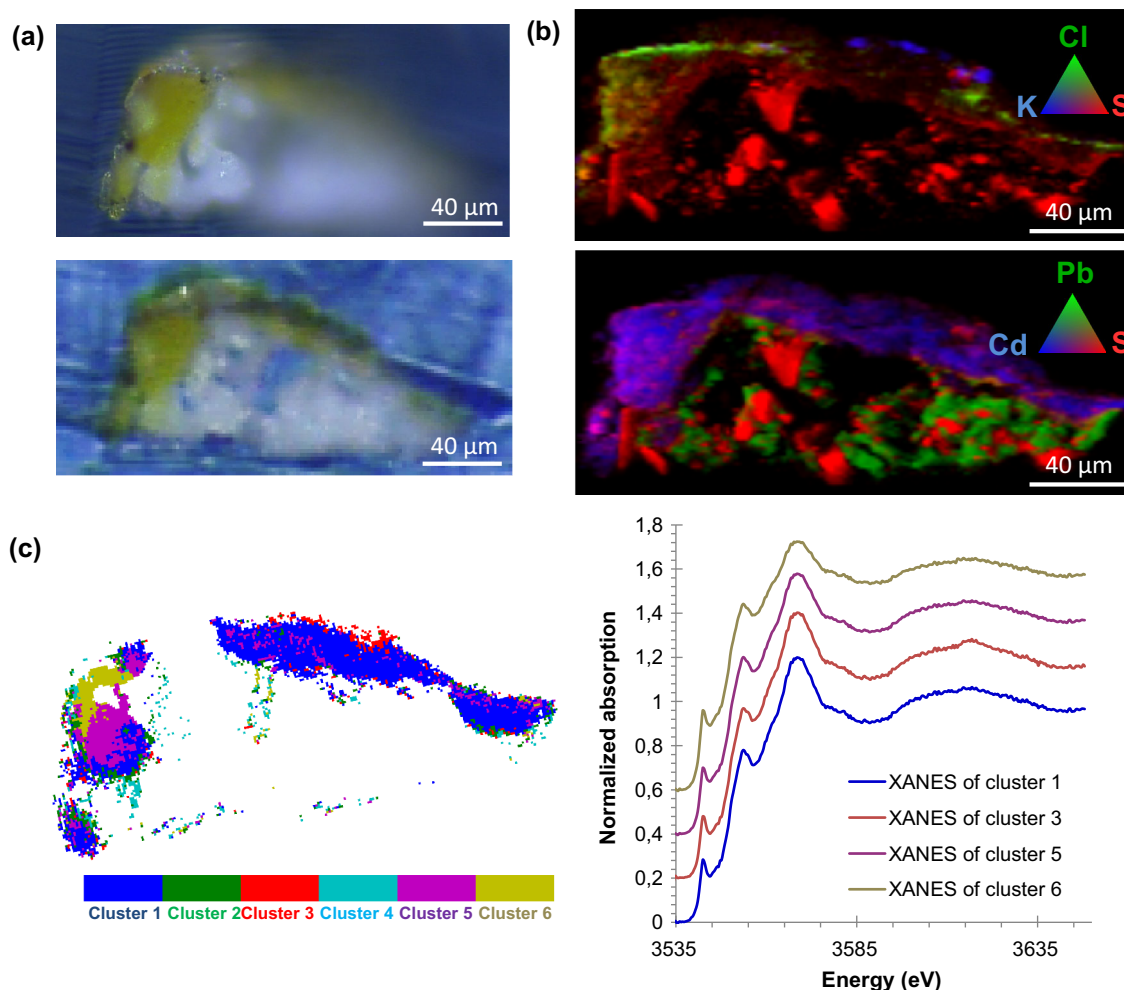 (a)
40 µm
40 µm
(b)
Cl
K
S
40 µm
Pb
Cd
S
40 µm
(c)
Cluster 1
Cluster 2
Cluster 3
Cluster 4
Cluster 5
Cluster 6
Normalized absorption
1,8
1,6
1,4
1,2
1
0,8
0,6
0,4
0,2
0
XANES of cluster 1
XANES of cluster 3
XANES of cluster 5
XANES of cluster 6
3535
3585
3635
Energy (eV)